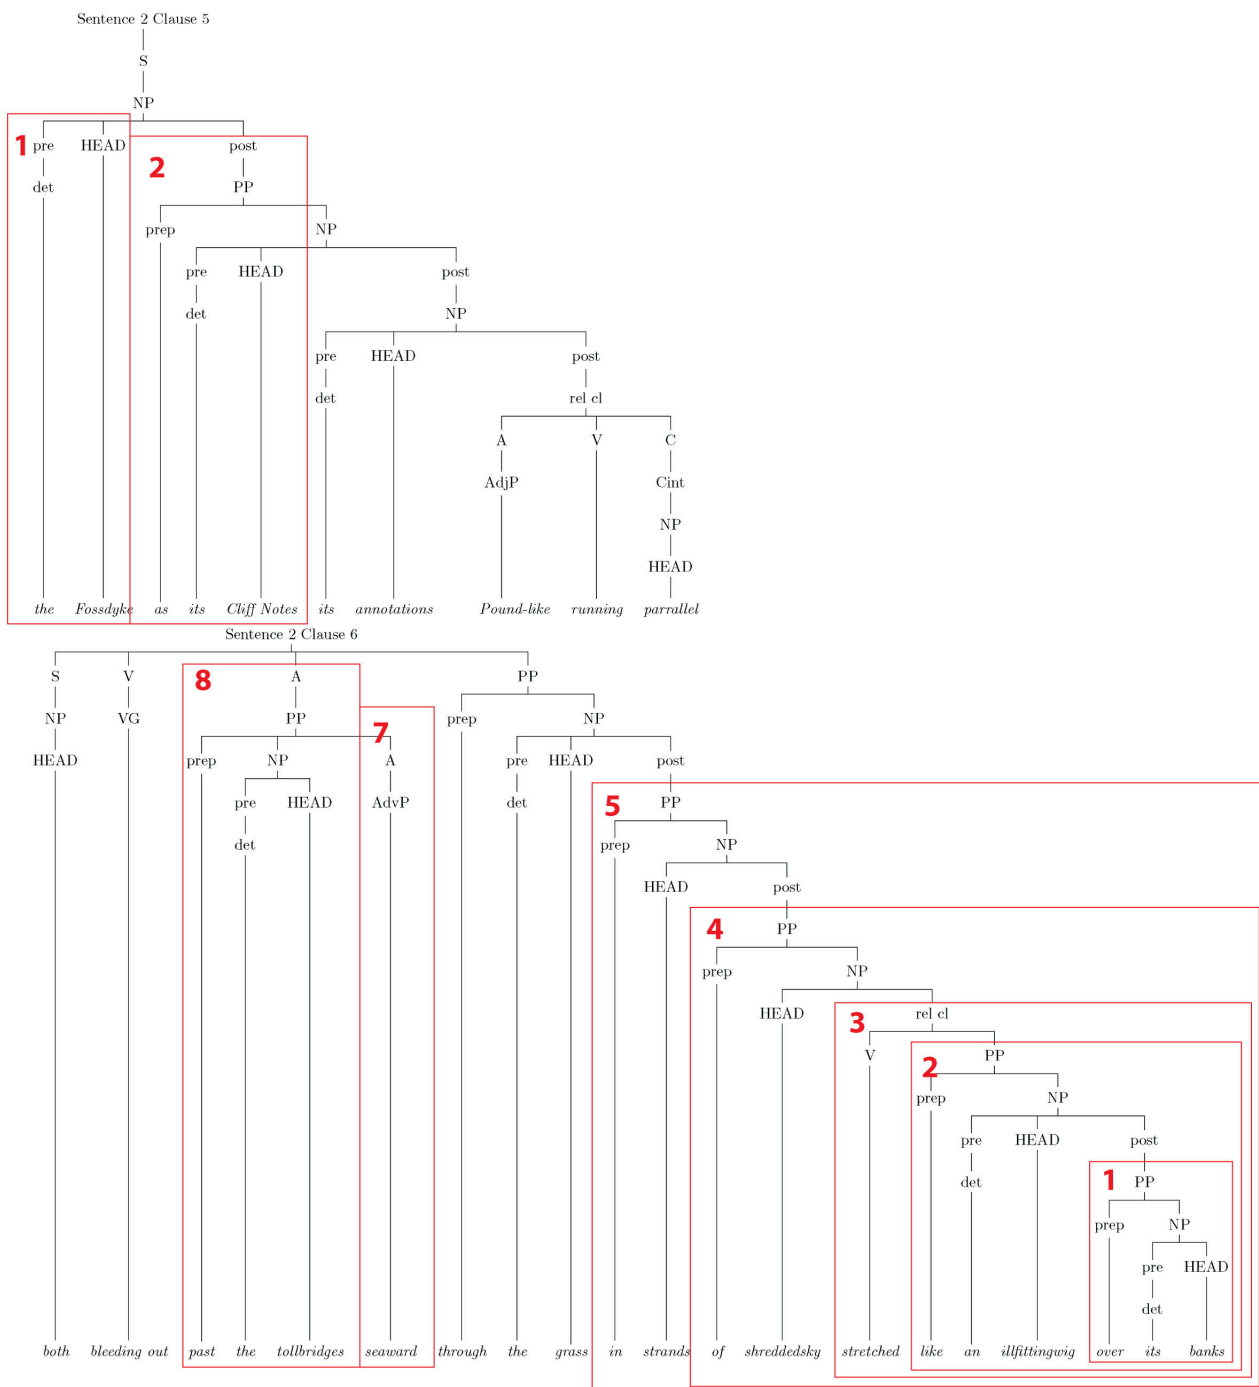 Sentence 2 Clause 5
S
NP
1 pre HEAD post
2
det PP
prep NP
pre HEAD post
det NP
pre HEAD post
det rel cl
A V C
AdjP Cint
NP
HEAD
the Fossdyke as its Cliff Notes its annotations Pound-like running parrallel
Sentence 2 Clause 6
S V 8 A PP
NP VG PP prep NP
7
HEAD prep NP A pre HEAD post
pre HEAD AdvP det 5 PP
det prep NP
HEAD post
4 PP
prep NP
HEAD 3 rel cl
V PP
2
prep NP
pre HEAD post
det 1 PP
prep NP
pre HEAD
det
both bleeding out past the tollbridges seaward through the grass in strands of shreddedsky stretched like an illfittingwig over its banks